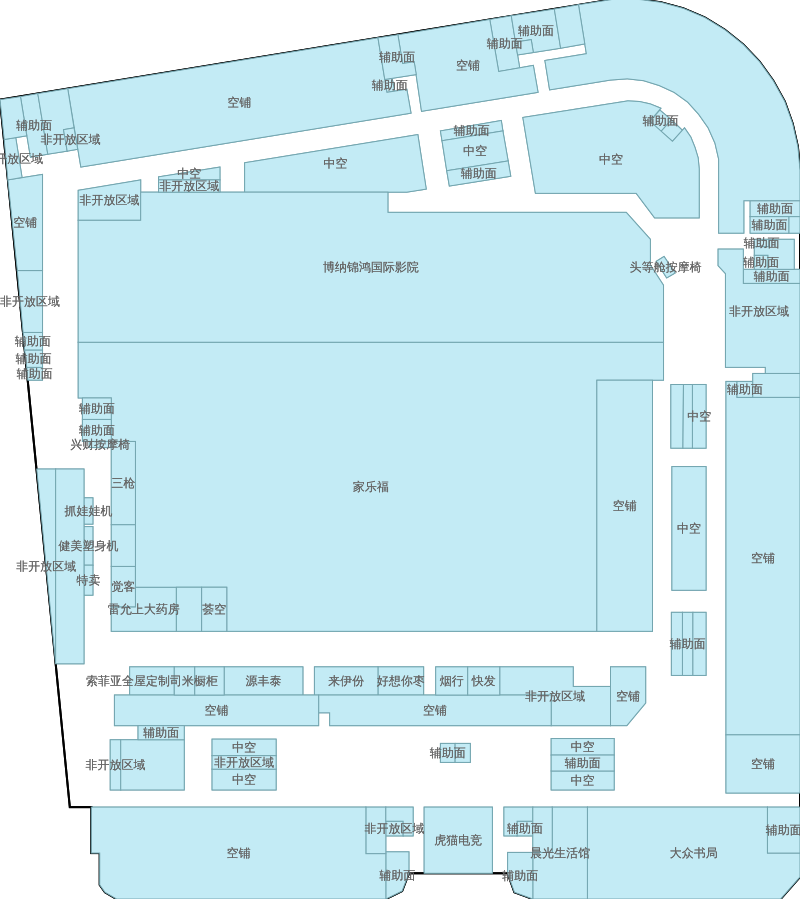 辅助面
辅助面
辅助面
空铺
辅助面
空铺
辅助面
辅助面
非开放区域
开放区域
辅助面
辅助面
中空
辅助面
中空
中空
中空
非开放区域
非开放区域
辅助面
辅助面
空铺
辅助面
辅助面
辅助面
博纳锦鸿国际影院
头等舱按摩椅
非开放区域
非开放区域
辅助面
辅助面
辅助面
辅助面
辅助面
中空
辅助面
兴财按摩椅
三枪
家乐福
空铺
抓娃娃机
中空
健美塑身机
空铺
非开放区域
特卖
觉客
雷允上大药房
荟空
辅助面
索菲亚全屋定制
司米橱柜
源丰泰
来伊份
好想你枣
烟行
快发
非开放区域
空铺
空铺
空铺
辅助面
中空
非开放区域
中空
非开放区域
辅助面
中空
辅助面
中空
空铺
空铺
非开放区域
辅助面
虎猫电竞
辅助面
辅助面
晨光生活馆
大众书局
辅助面